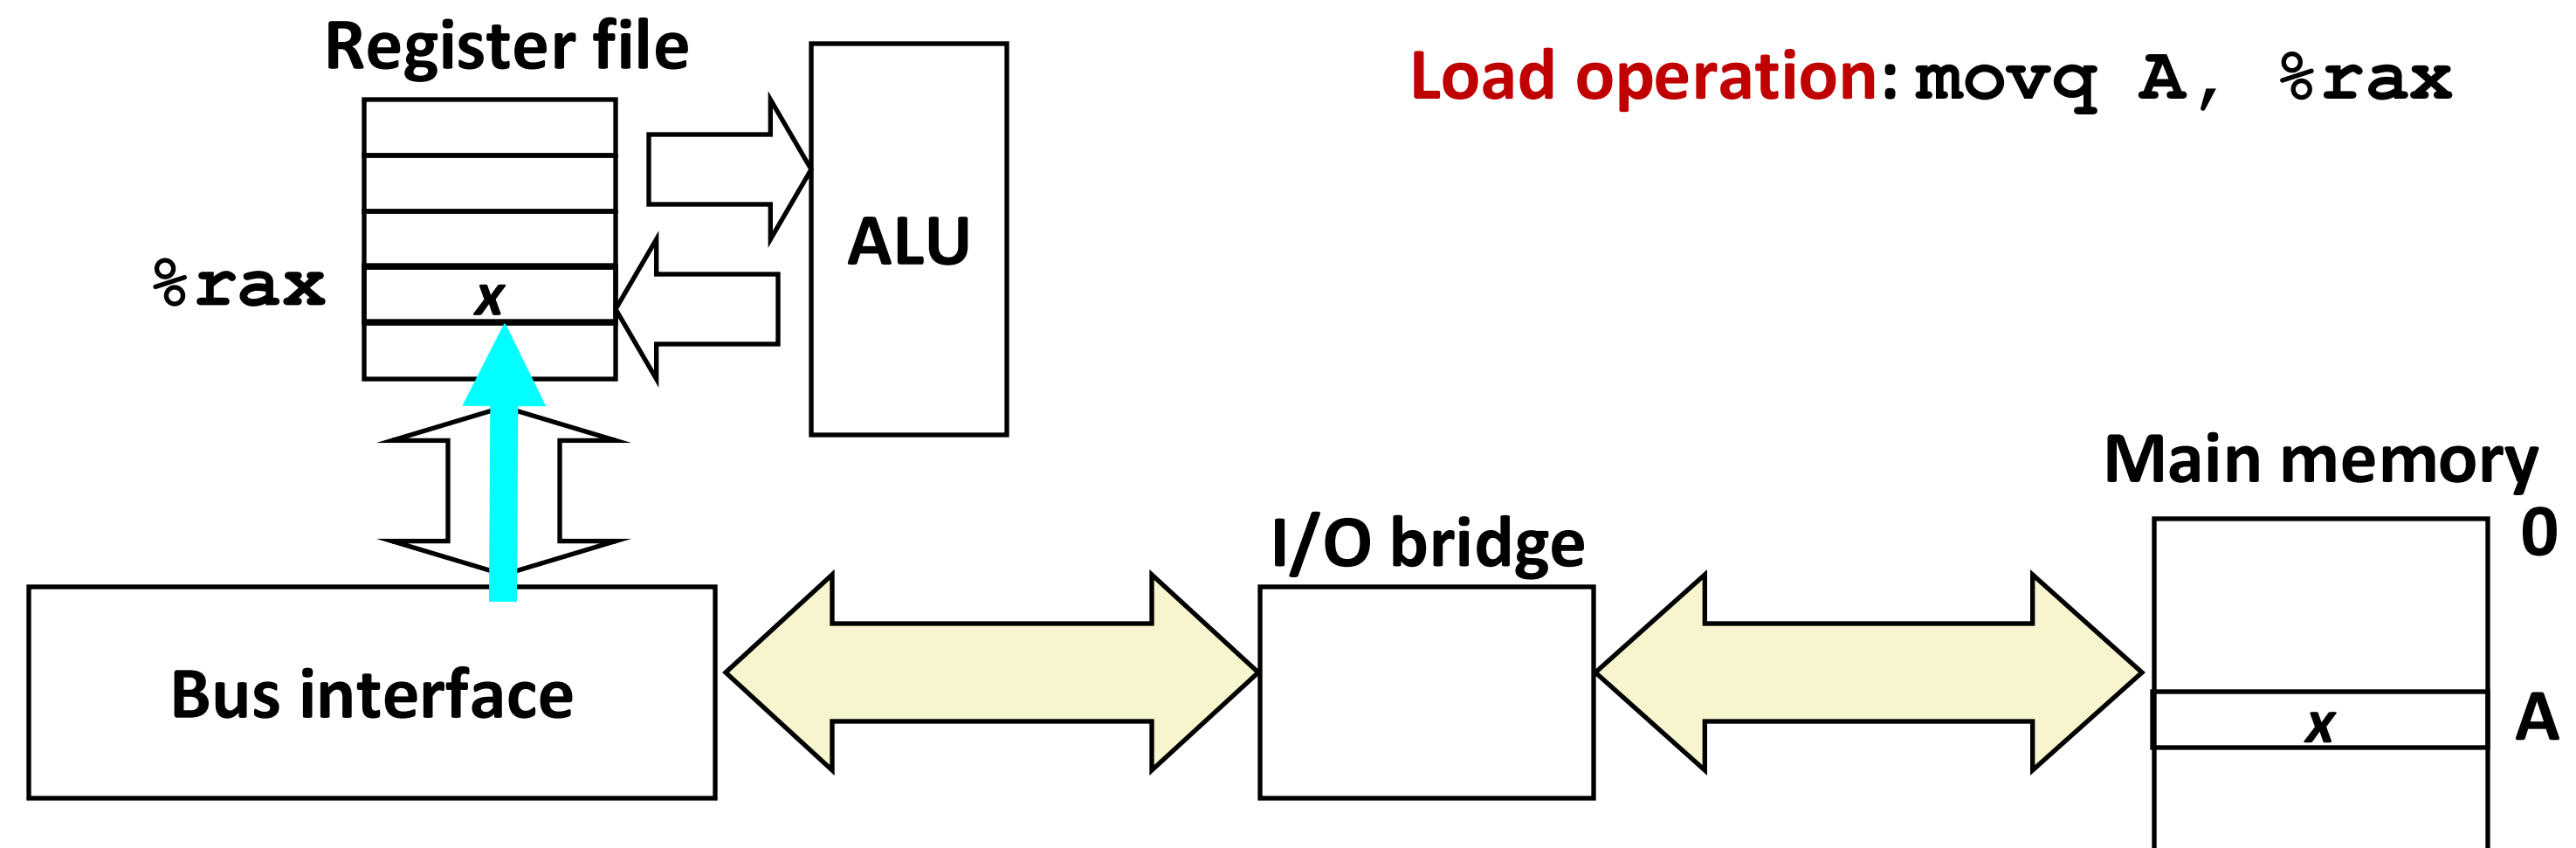 Register file
Load operation: movq A, %rax
ALU
%rax
x
Main memory
0
I/O bridge
Bus interface
x
A